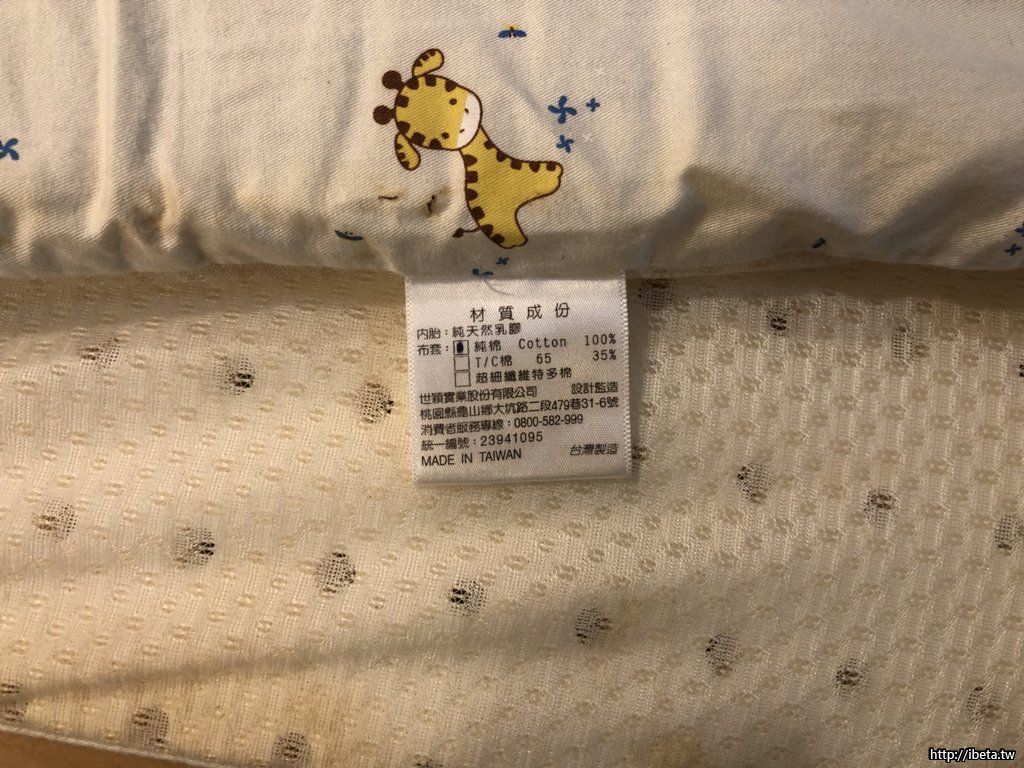 材質成份
內胎：純天然乳膠
布套： 純棉 Cotton 100%
T/C棉 65 35%
超細纖維特多棉
世穎實業股份有限公司 設計監造
桃園縣龜山鄉大坑路二段479巷31-6號
消費者服務專線：0800-582-999
統一編號：23941095
MADE IN TAIWAN 台灣製造
http://ibeta.tw